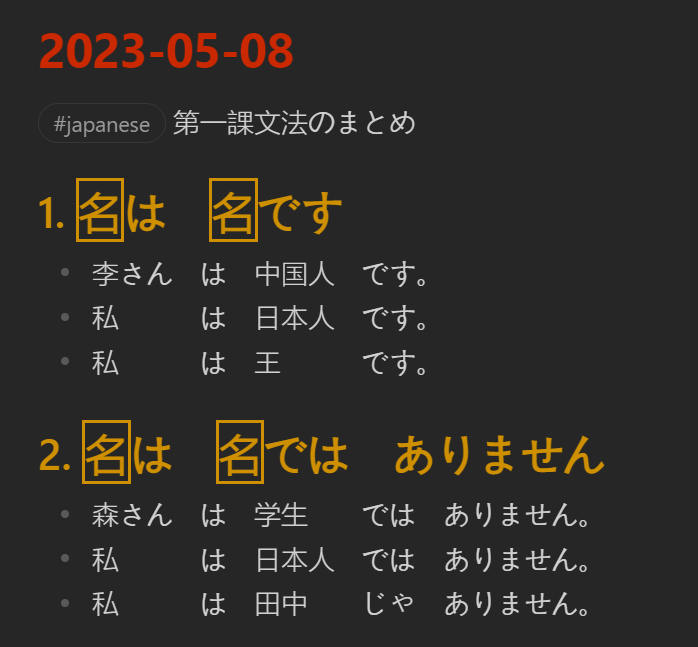 2023-05-08
#japanese 第一課文法のまとめ
1. 名は　名です
李さん　は　中国人　です。
私　　　は　日本人　です。
私　　　は　王　　　です。
2. 名は　名では　ありません
森さん　は　学生　　では　ありません。
私　　　は　日本人　では　ありません。
私　　　は　田中　　じゃ　ありません。